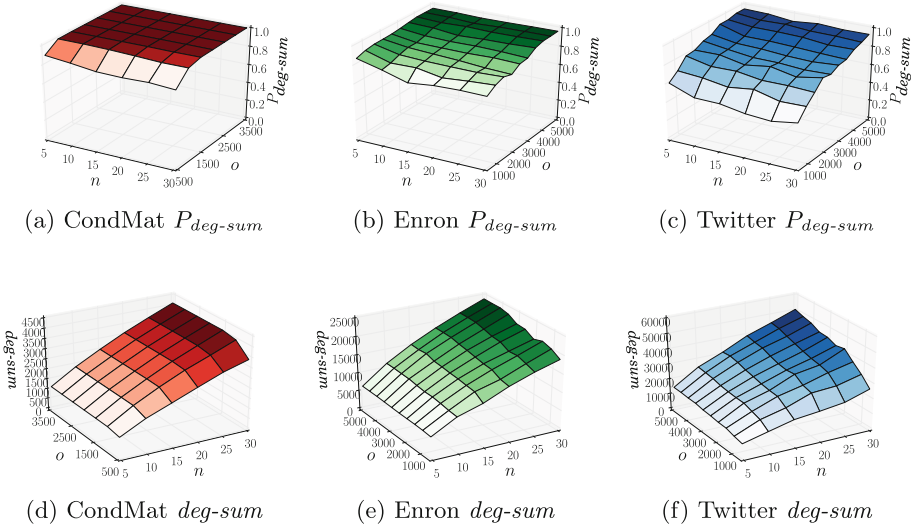 1.0
0.8
0.6
0.4
0.2
0.0
P_deg-sum
5 10 15 20 25 30
n
500 1500 2500 3500
o
1.0
0.8
0.6
0.4
0.2
0.0
P_deg-sum
5 10 15 20 25 30
n
1000 2000 3000 4000 5000
o
1.0
0.8
0.6
0.4
0.2
0.0
P_deg-sum
5 10 15 20 25 30
n
1000 2000 3000 4000 5000
o
(a) CondMat P_deg-sum
(b) Enron P_deg-sum
(c) Twitter P_deg-sum
4500
4000
3500
3000
2500
2000
1500
1000
500
0
deg-sum
3500 2500 1500 500
o
5 10 15 20 25 30
n
25000
20000
15000
10000
5000
0
deg-sum
5000 4000 3000 2000 1000
o
5 10 15 20 25 30
n
60000
50000
40000
30000
20000
10000
0
deg-sum
5000 4000 3000 2000 1000
o
5 10 15 20 25 30
n
(d) CondMat deg-sum
(e) Enron deg-sum
(f) Twitter deg-sum